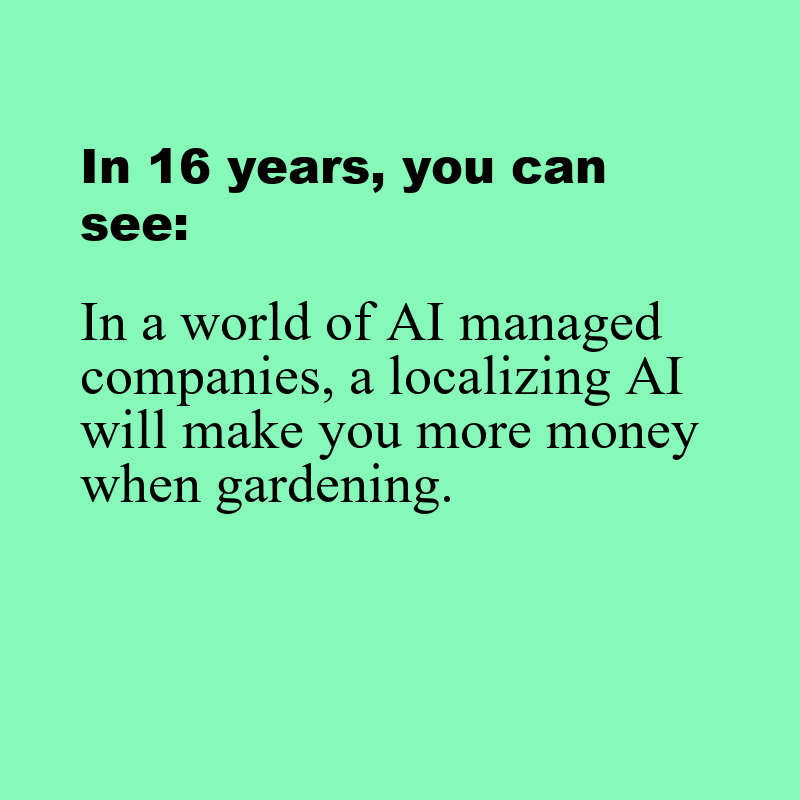 In 16 years, you can
see:
In a world of AI managed
companies, a localizing AI
will make you more money
when gardening.